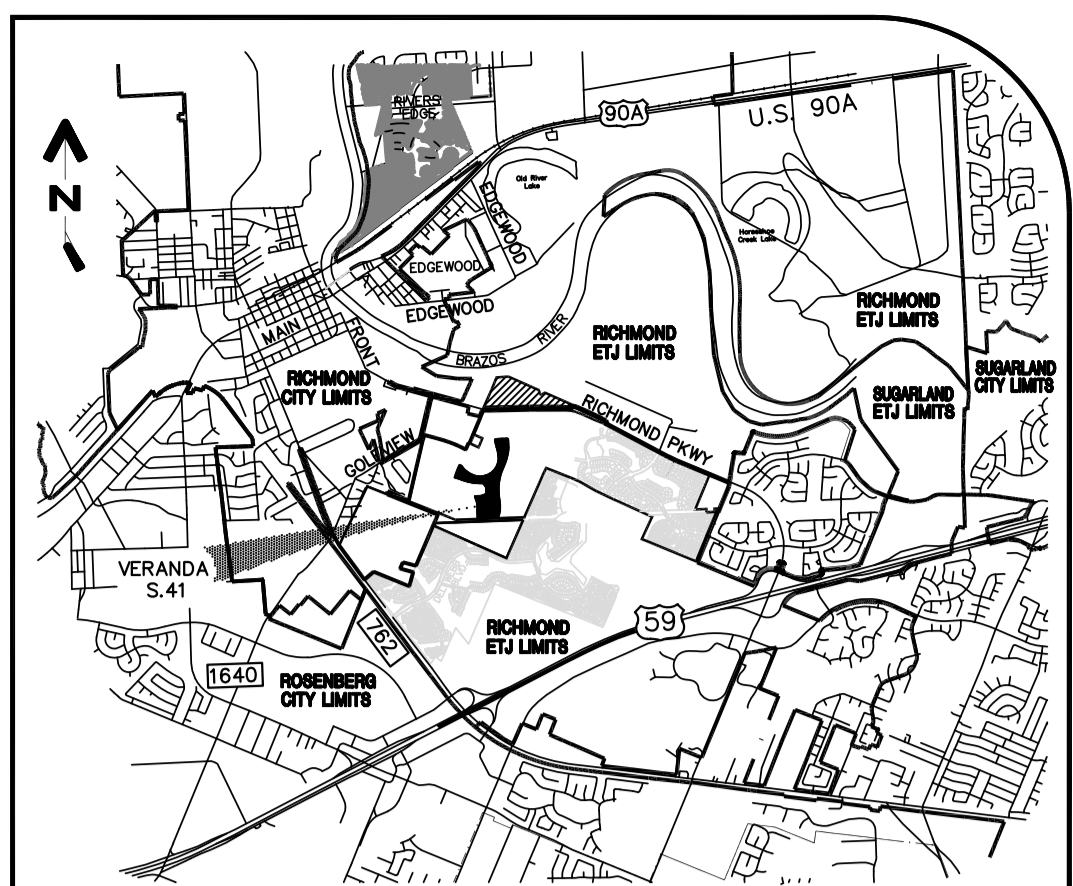 RIVERS
EDGE
90A
U.S. 90A
N
Old River
Lake
EDGEWOOD
Horseshoe
Creek Lake
EDGEWOOD
EDGEWOOD
RICHMOND
ETJ LIMITS
MAIN
FRONT
BRAZOS
RIVER
RICHMOND
ETJ LIMITS
SUGARLAND
CITY LIMITS
RICHMOND
CITY LIMITS
SUGARLAND
ETJ LIMITS
RICHMOND PKWY
GOLFVIEW
VERANDA
S.41
762
RICHMOND
ETJ LIMITS
59
1640
ROSENBERG
CITY LIMITS